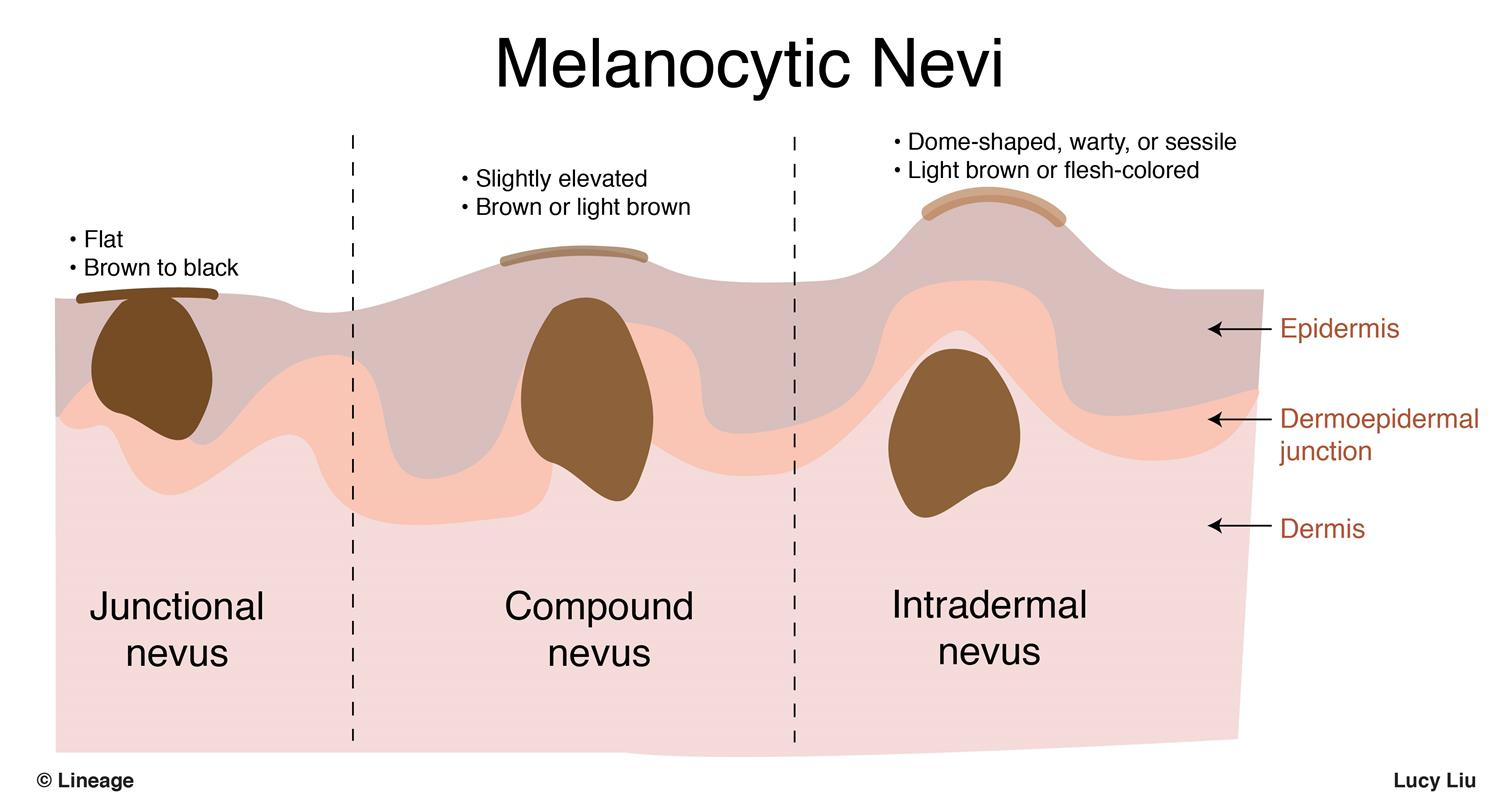 Melanocytic Nevi
• Flat
• Brown to black
• Slightly elevated
• Brown or light brown
• Dome-shaped, warty, or sessile
• Light brown or flesh-colored
Epidermis
Dermoepidermal
junction
Dermis
Junctional
nevus
Compound
nevus
Intradermal
nevus
© Lineage
Lucy Liu